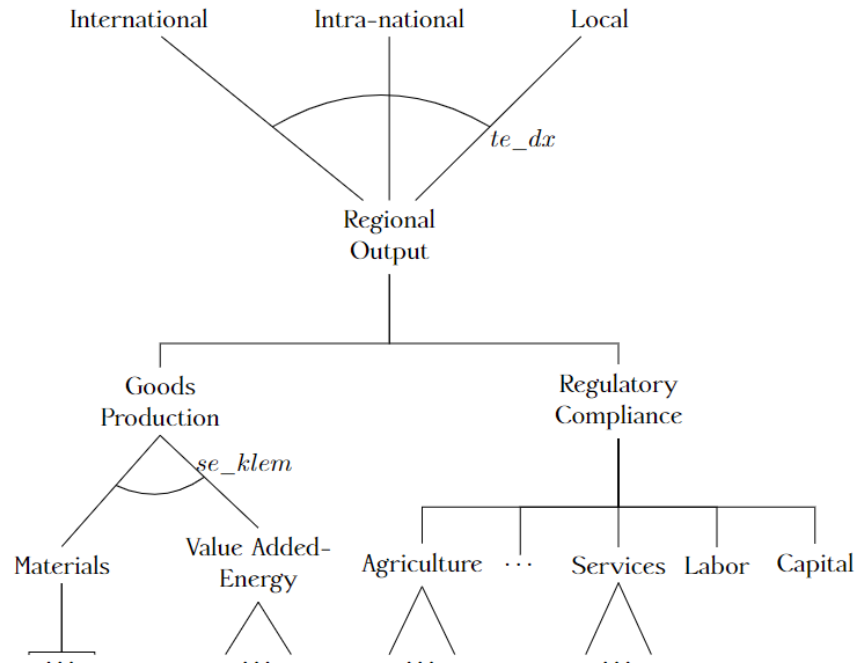 International Intra-national Local
te_dx
Regional
Output
Goods
Production
Regulatory
Compliance
se_klem
Materials
Value Added-
Energy
Agriculture ... Services Labor Capital
... ... ... ...